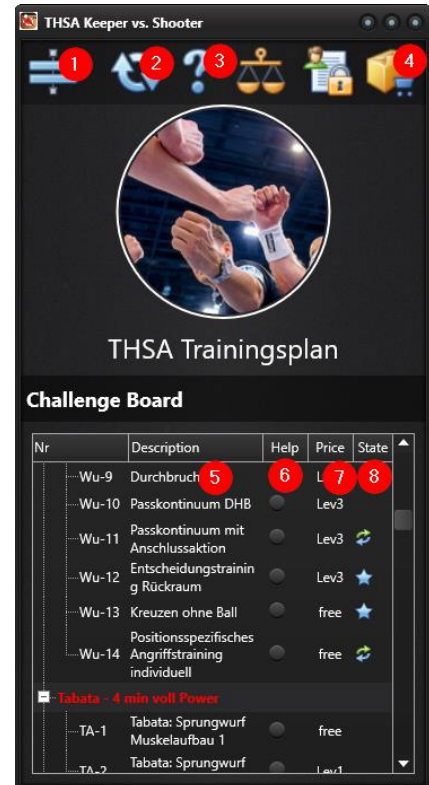 THSA Keeper vs. Shooter
1 2 3 4
THSA Trainingsplan
Challenge Board
Nr Description Help Price State
Wu-9 Durchbruch 5 6 7 8
Wu-10 Passkontinuum DHB Lev3
Passkontinuum mit
Wu-11 Lev3
Anschlussaktion
Entscheidungstrainin
Wu-12 Lev3
g Rückraum
Wu-13 Kreuzen ohne Ball free
Positionsspezifisches
Wu-14 Angriffstraining free
individuell
Tabata - 4 min voll Power
Tabata: Sprungwurf
TA-1 free
Muskelaufbau 1
Tabata: Sprungwurf
TA-2 Lev1